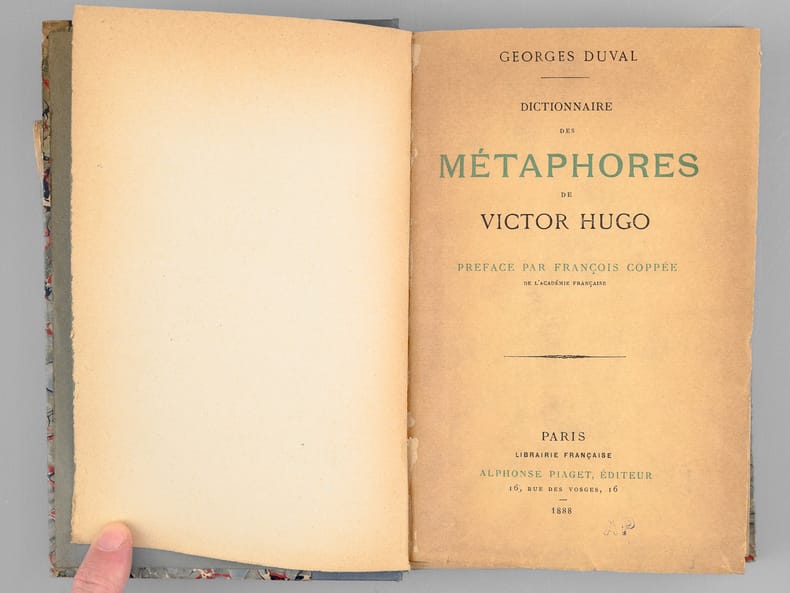 GEORGES DUVAL
DICTIONNAIRE
DES
MÉTAPHORES
DE
VICTOR HUGO
PREFACE PAR FRANÇOIS COPPÉE
DE L'ACADÉMIE FRANÇAISE
PARIS
LIBRAIRIE FRANÇAISE
ALPHONSE PIAGET, ÉDITEUR
16, RUE DES VOSGES, 16
1888